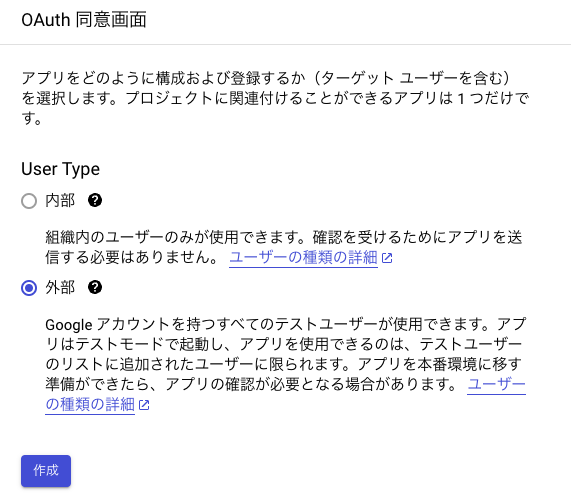 OAuth 同意画面
アプリをどのように構成および登録するか（ターゲット ユーザーを含む）
を選択します。プロジェクトに関連付けることができるアプリは 1 つだけで
す。
User Type
内部
組織内のユーザーのみが使用できます。確認を受けるためにアプリを送
信する必要はありません。 ユーザーの種類の詳細
外部
Google アカウントを持つすべてのテストユーザーが使用できます。アプ
リはテストモードで起動し、アプリを使用できるのは、テストユーザー
のリストに追加されたユーザーに限られます。アプリを本番環境に移す
準備ができたら、アプリの確認が必要となる場合があります。 ユーザー
の種類の詳細
作成